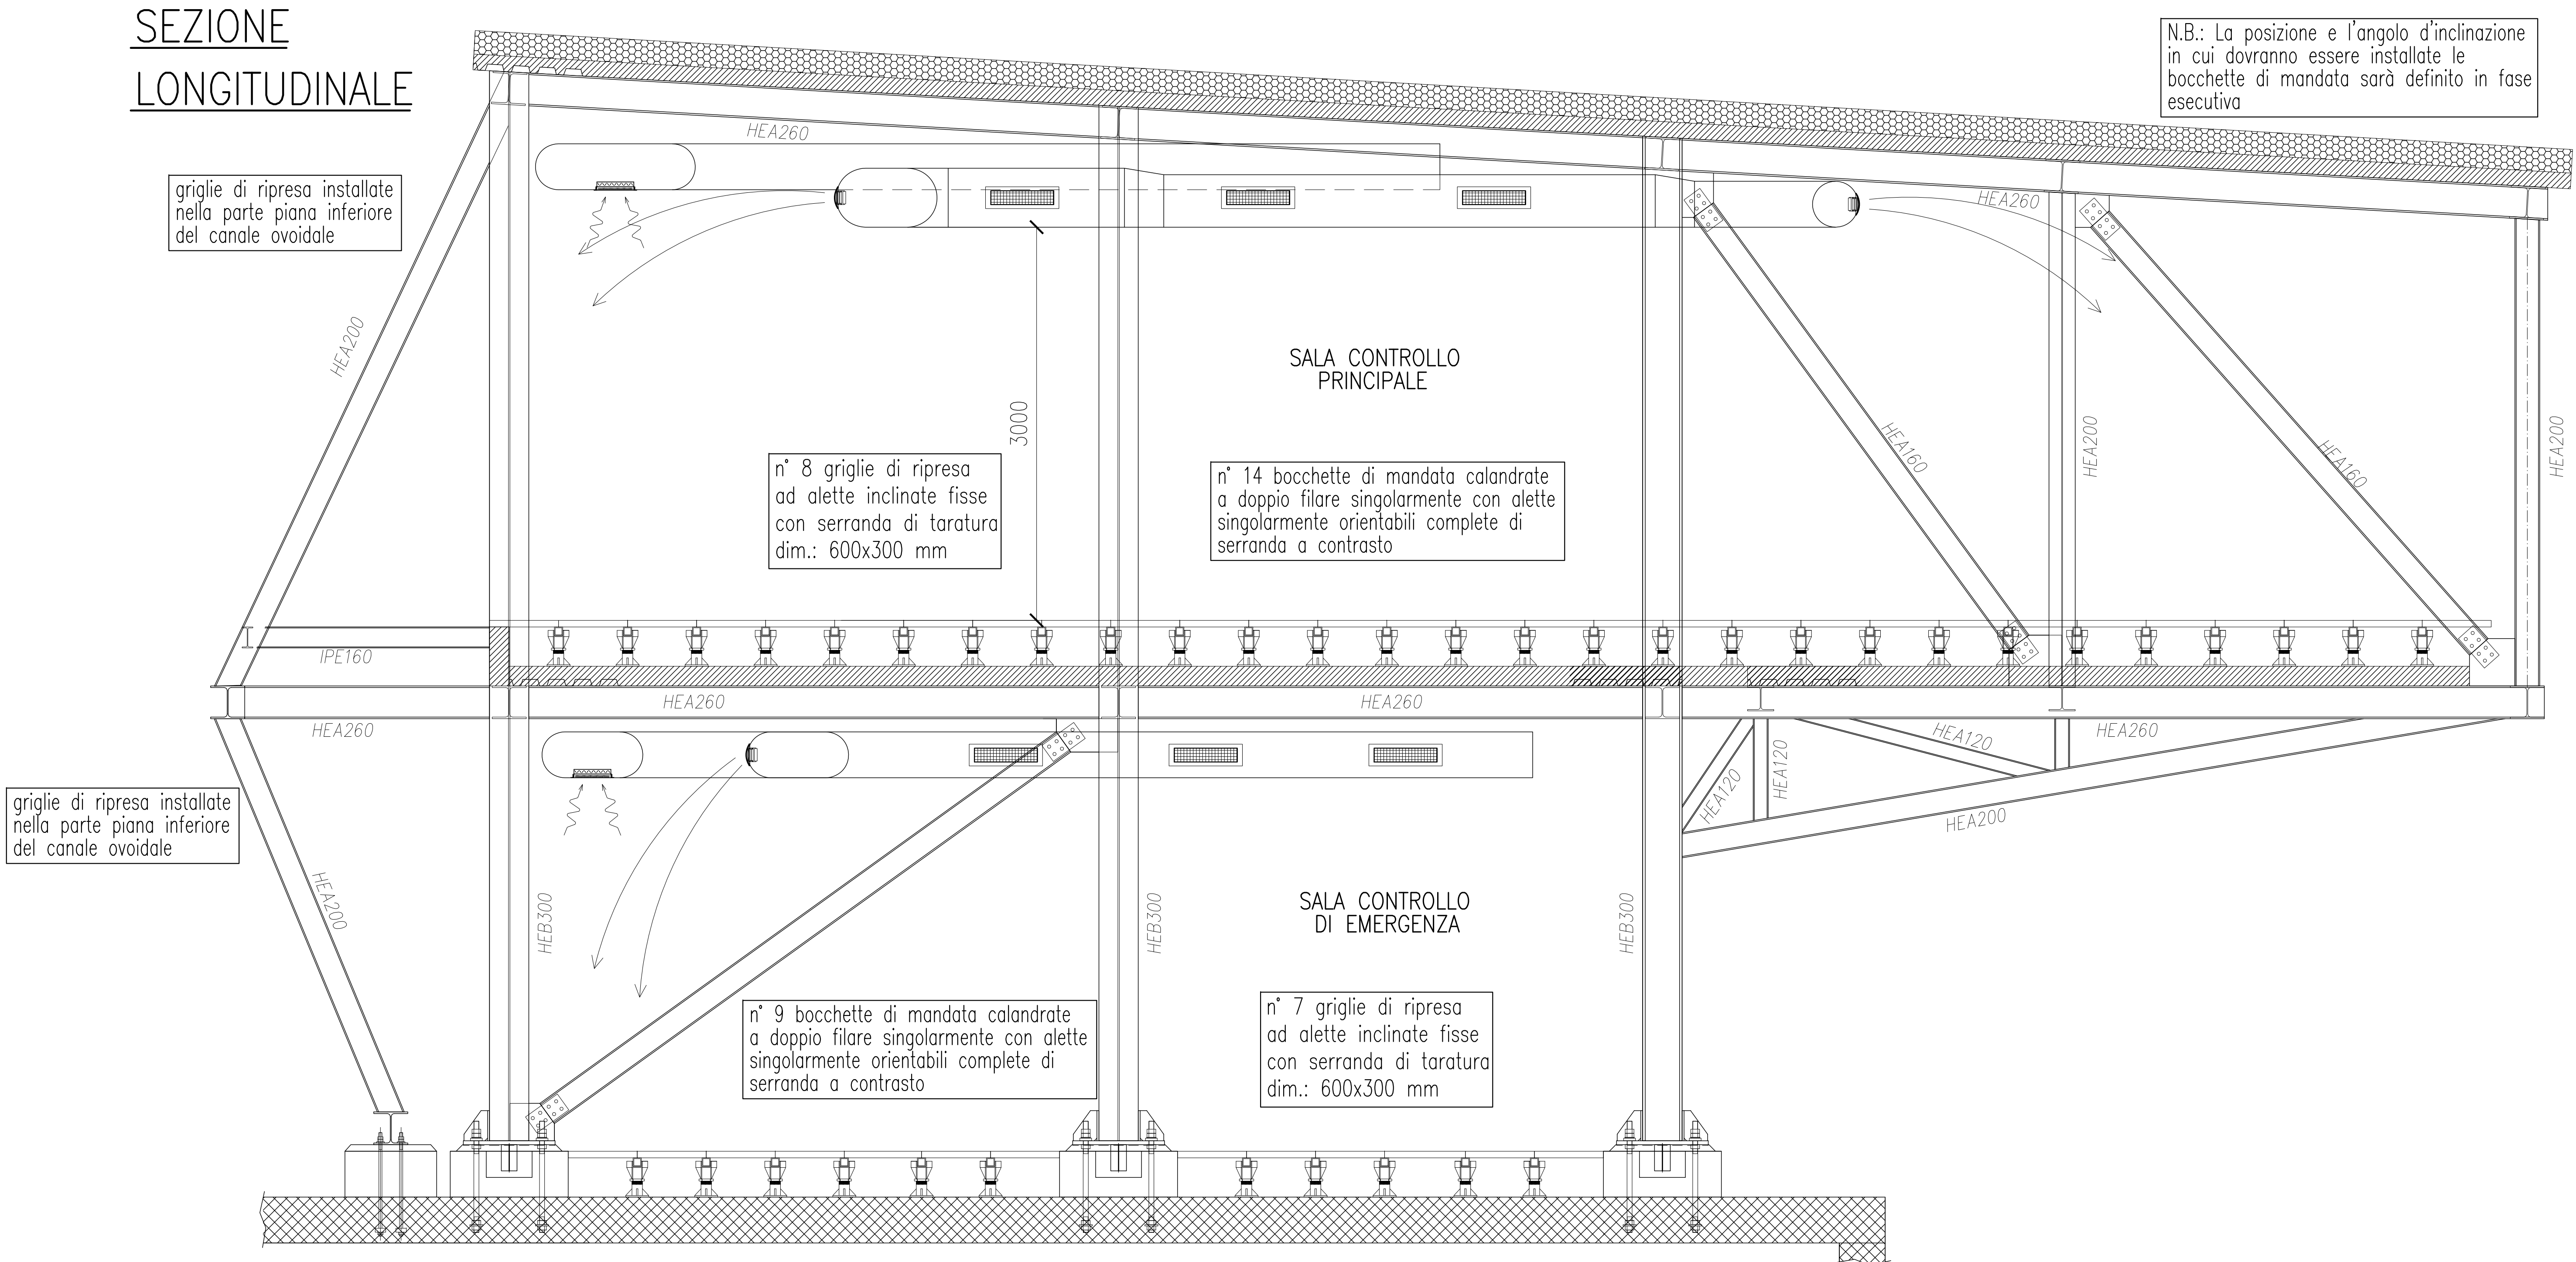 SEZIONE
LONGITUDINALE
N.B.: La posizione e l'angolo d'inclinazione
in cui dovranno essere installate le
bocchette di mandata sarà definito in fase
esecutiva
HEA260
griglie di ripresa installate
nella parte piana inferiore
del canale ovoidale
HEA260
HEA200
SALA CONTROLLO
PRINCIPALE
3000
n° 8 griglie di ripresa
ad alette inclinate fisse
con serranda di taratura
dim.: 600x300 mm
n° 14 bocchette di mandata calandrate
a doppio filare singolarmente con alette
singolarmente orientabili complete di
serranda a contrasto
HEA160
HEA200
HEA160
HEA200
IPE160
HEA260
HEA260
HEA260
HEA260
HEA120
HEA120
HEA120
HEA200
griglie di ripresa installate
nella parte piana inferiore
del canale ovoidale
HEA200
HEB300
HEB300
SALA CONTROLLO
DI EMERGENZA
HEB300
n° 9 bocchette di mandata calandrate
a doppio filare singolarmente con alette
singolarmente orientabili complete di
serranda a contrasto
n° 7 griglie di ripresa
ad alette inclinate fisse
con serranda di taratura
dim.: 600x300 mm